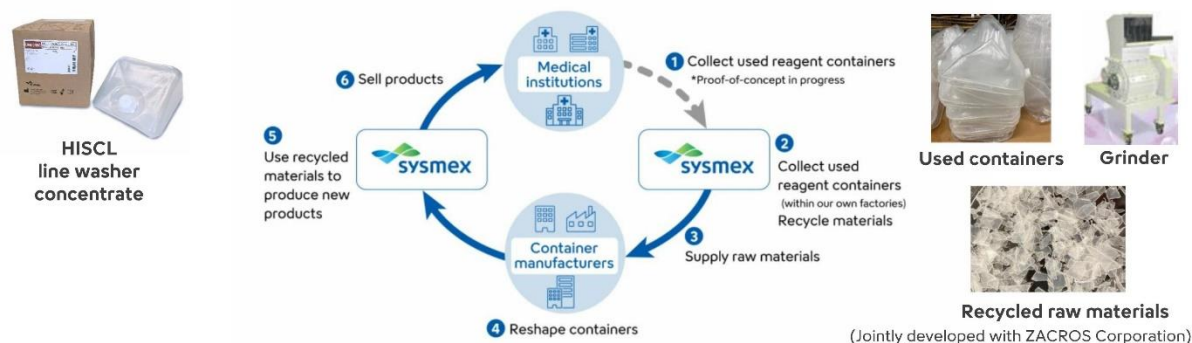 HISCL
line washer
concentrate
6 Sell products
Medical
institutions
1 Collect used reagent containers
*Proof-of-concept in progress
5
Use recycled
materials to
produce new
products
sysmex
sysmex
2
Collect used
reagent containers
(within our own factories)
Recycle materials
3
Supply raw materials
Container
manufacturers
4 Reshape containers
Used containers
Grinder
Recycled raw materials
(Jointly developed with ZACROS Corporation)